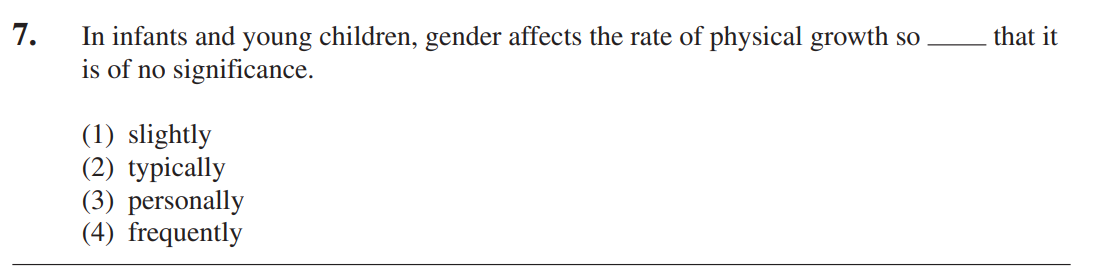 7. In infants and young children, gender affects the rate of physical growth so _____ that it
is of no significance.
(1) slightly
(2) typically
(3) personally
(4) frequently